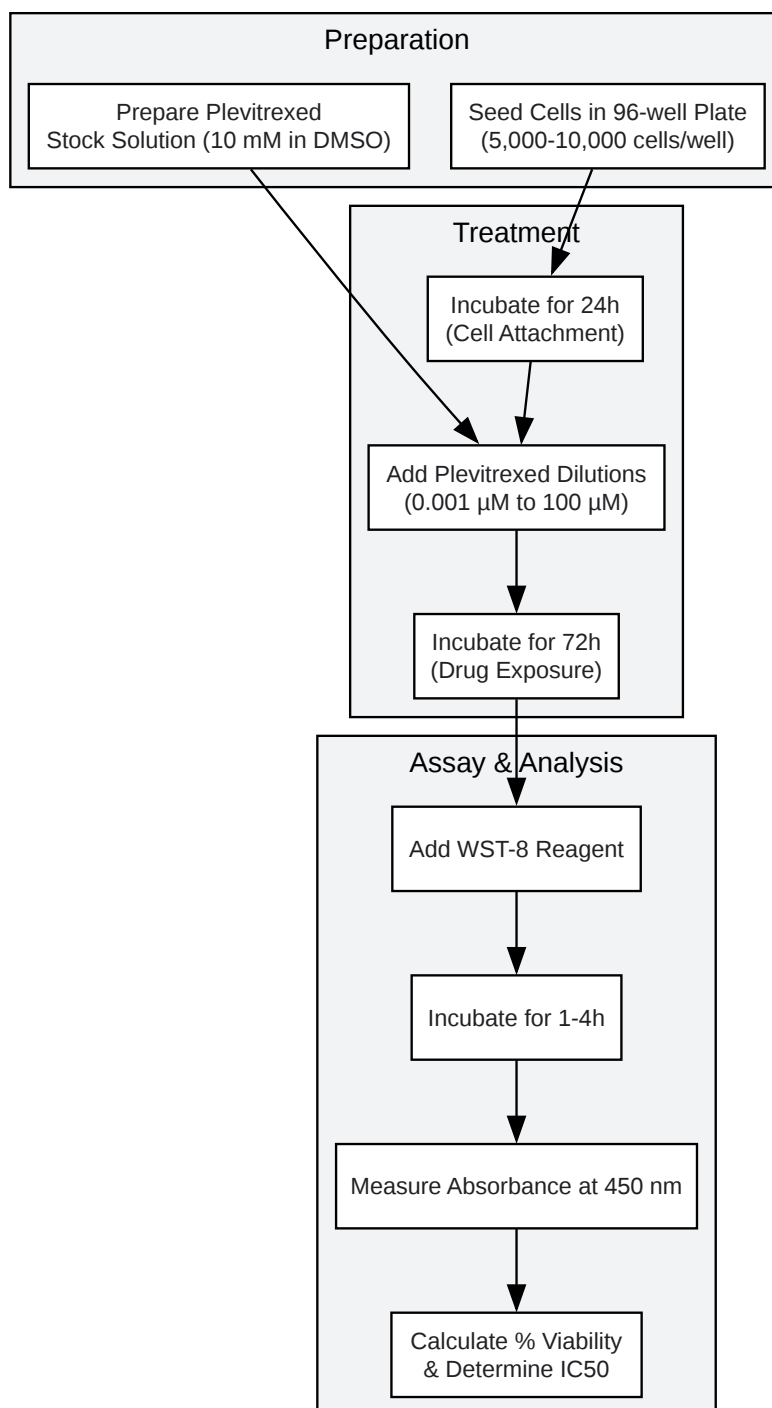 Preparation
Prepare Plevitrexed
Stock Solution (10 mM in DMSO)
Seed Cells in 96-well Plate
(5,000-10,000 cells/well)
Treatment
Incubate for 24h
(Cell Attachment)
Add Plevitrexed Dilutions
(0.001 µM to 100 µM)
Incubate for 72h
(Drug Exposure)
Assay & Analysis
Add WST-8 Reagent
Incubate for 1-4h
Measure Absorbance at 450 nm
Calculate % Viability
& Determine IC50